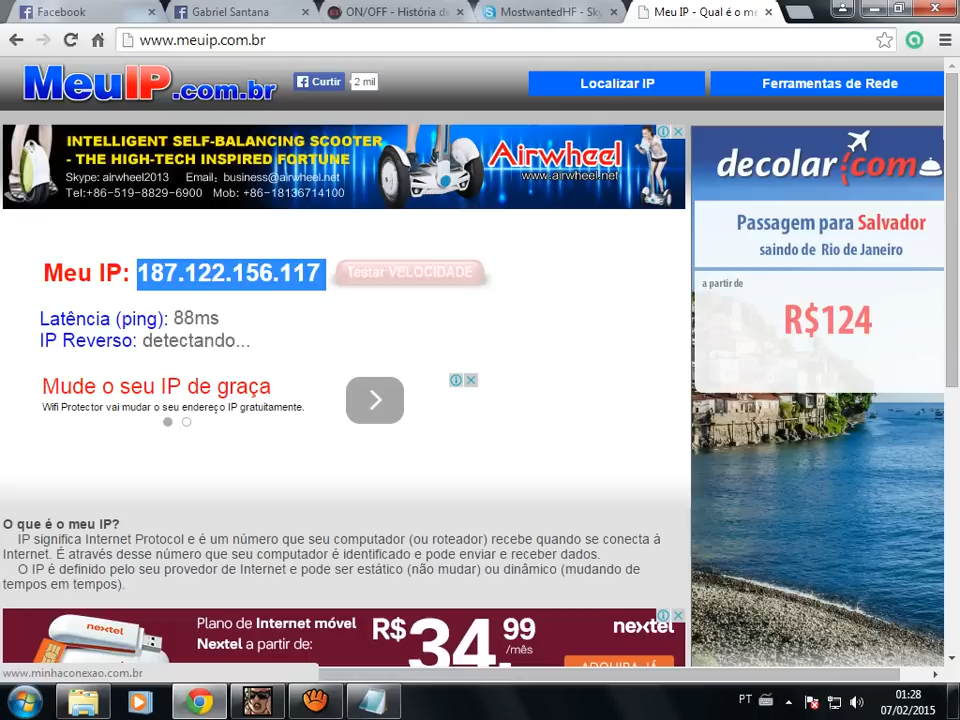 Facebook
Gabriel Santana
ON/OFF - História de
MostwantedHF - Sk
Meu IP - Qual é o m
www.meuip.com.br
MeuIP.com.br
Curtir
2 mil
Localizar IP
Ferramentas de Rede
INTELLIGENT SELF-BALANCING SCOOTER
- THE HIGH-TECH INSPIRED FORTUNE
Skype: airwheel2013 Email: business@airwheel.net
Tel:+86-519-8829-6900 Mob: +86-18136714100
Airwheel
www.airwheel.net
decolar.com
Passagem para Salvador
saindo de Rio de Janeiro
a partir de
R$124
Meu IP: 187.122.156.117
Testar VELOCIDADE
Latência (ping): 88ms
IP Reverso: detectando...
Mude o seu IP de graça
Wifi Protector vai mudar o seu endereço IP gratuitamente.
O que é o meu IP?
IP significa Internet Protocol e é um número que seu computador (ou roteador) recebe quando se conecta à
Internet. É através desse número que seu computador é identificado e pode enviar e receber dados.
O IP é definido pelo seu provedor de Internet e pode ser estático (não mudar) ou dinâmico (mudando de
tempos em tempos).
nextel
Plano de Internet móvel
Nextel a partir de:
R$34,99
/mês
nextel
ADQUIRA JÁ
www.minhaconexao.com.br
PT
01:28
07/02/2015